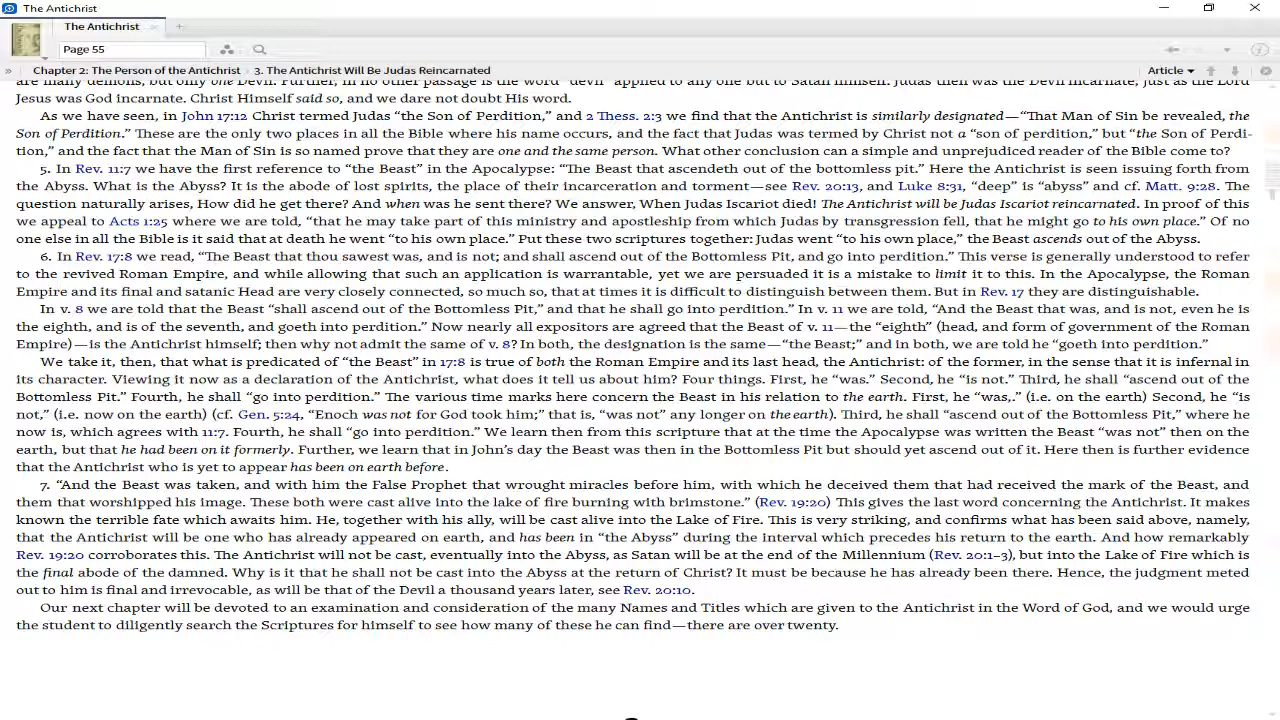 The Antichrist
The Antichrist
Page 55
Chapter 2: The Person of the Antichrist › 3. The Antichrist Will Be Judas Reincarnated
Article
are many demons, but only one Devil. Further, in no other passage is the word “devil” applied to any one but to Satan himself. Judas then was the Devil incarnate, just as the Lord
Jesus was God incarnate. Christ Himself said so, and we dare not doubt His word.
As we have seen, in John 17:12 Christ termed Judas “the Son of Perdition,” and 2 Thess. 2:3 we find that the Antichrist is similarly designated—“That Man of Sin be revealed, the
Son of Perdition.” These are the only two places in all the Bible where his name occurs, and the fact that Judas was termed by Christ not a “son of perdition,” but “the Son of Perdi-
tion,” and the fact that the Man of Sin is so named prove that they are one and the same person. What other conclusion can a simple and unprejudiced reader of the Bible come to?
5. In Rev. 11:7 we have the first reference to “the Beast” in the Apocalypse: “The Beast that ascendeth out of the bottomless pit.” Here the Antichrist is seen issuing forth from
the Abyss. What is the Abyss? It is the abode of lost spirits, the place of their incarceration and torment—see Rev. 20:13, and Luke 8:31, “deep” is “abyss” and cf. Matt. 9:28. The
question naturally arises, How did he get there? And when was he sent there? We answer, When Judas Iscariot died! The Antichrist will be Judas Iscariot reincarnated. In proof of this
we appeal to Acts 1:25 where we are told, “that he may take part of this ministry and apostleship from which Judas by transgression fell, that he might go to his own place.” Of no
one else in all the Bible is it said that at death he went “to his own place.” Put these two scriptures together: Judas went “to his own place,” the Beast ascends out of the Abyss.
6. In Rev. 17:8 we read, “The Beast that thou sawest was, and is not; and shall ascend out of the Bottomless Pit, and go into perdition.” This verse is generally understood to refer
to the revived Roman Empire, and while allowing that such an application is warrantable, yet we are persuaded it is a mistake to limit it to this. In the Apocalypse, the Roman
Empire and its final and satanic Head are very closely connected, so much so, that at times it is difficult to distinguish between them. But in Rev. 17 they are distinguishable.
In v. 8 we are told that the Beast “shall ascend out of the Bottomless Pit,” and that he shall go into perdition.” In v. 11 we are told, “And the Beast that was, and is not, even he is
the eighth, and is of the seventh, and goeth into perdition.” Now nearly all expositors are agreed that the Beast of v. 11—the “eighth” (head, and form of government of the Roman
Empire)—is the Antichrist himself; then why not admit the same of v. 8? In both, the designation is the same—“the Beast;” and in both, we are told he “goeth into perdition.”
We take it, then, that what is predicated of “the Beast” in 17:8 is true of both the Roman Empire and its last head, the Antichrist: of the former, in the sense that it is infernal in
its character. Viewing it now as a declaration of the Antichrist, what does it tell us about him? Four things. First, he “was.” Second, he “is not.” Third, he shall “ascend out of the
Bottomless Pit.” Fourth, he shall “go into perdition.” The various time marks here concern the Beast in his relation to the earth. First, he “was,.” (i.e. on the earth) Second, he “is
not,” (i.e. now on the earth) (cf. Gen. 5:24, “Enoch was not for God took him;” that is, “was not” any longer on the earth). Third, he shall “ascend out of the Bottomless Pit,” where he
now is, which agrees with 11:7. Fourth, he shall “go into perdition.” We learn then from this scripture that at the time the Apocalypse was written the Beast “was not” then on the
earth, but that he had been on it formerly. Further, we learn that in John’s day the Beast was then in the Bottomless Pit but should yet ascend out of it. Here then is further evidence
that the Antichrist who is yet to appear has been on earth before.
7. “And the Beast was taken, and with him the False Prophet that wrought miracles before him, with which he deceived them that had received the mark of the Beast, and
them that worshipped his image. These both were cast alive into the lake of fire burning with brimstone.” (Rev. 19:20) This gives the last word concerning the Antichrist. It makes
known the terrible fate which awaits him. He, together with his ally, will be cast alive into the Lake of Fire. This is very striking, and confirms what has been said above, namely,
that the Antichrist will be one who has already appeared on earth, and has been in “the Abyss” during the interval which precedes his return to the earth. And how remarkably
Rev. 19:20 corroborates this. The Antichrist will not be cast, eventually into the Abyss, as Satan will be at the end of the Millennium (Rev. 20:1–3), but into the Lake of Fire which is
the final abode of the damned. Why is it that he shall not be cast into the Abyss at the return of Christ? It must be because he has already been there. Hence, the judgment meted
out to him is final and irrevocable, as will be that of the Devil a thousand years later, see Rev. 20:10.
Our next chapter will be devoted to an examination and consideration of the many Names and Titles which are given to the Antichrist in the Word of God, and we would urge
the student to diligently search the Scriptures for himself to see how many of these he can find—there are over twenty.